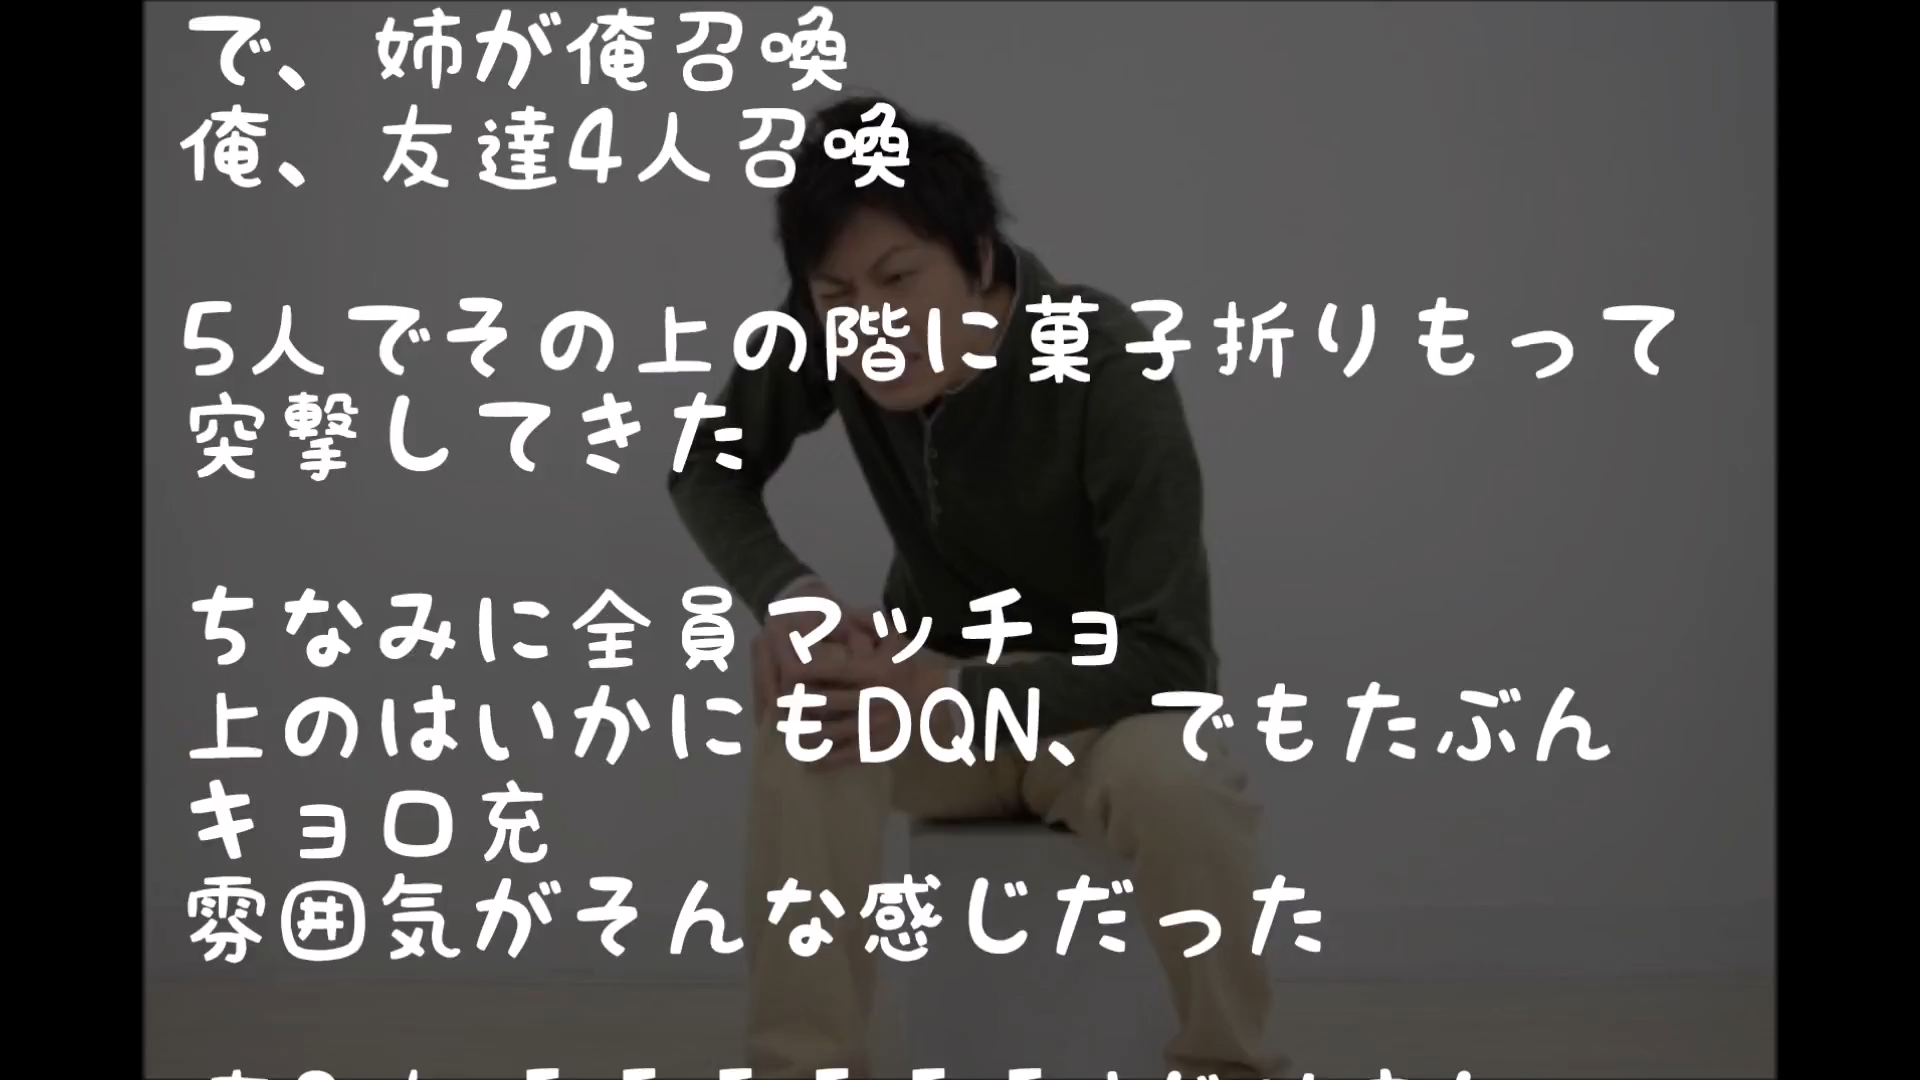 で、姉が俺召喚
俺、友達4人召喚
5人でその上の階に菓子折りもって
突撃してきた
ちなみに全員マッチョ
上のはいかにもDQN、でもたぶん
キョロ充
雰囲気がそんな感じだった